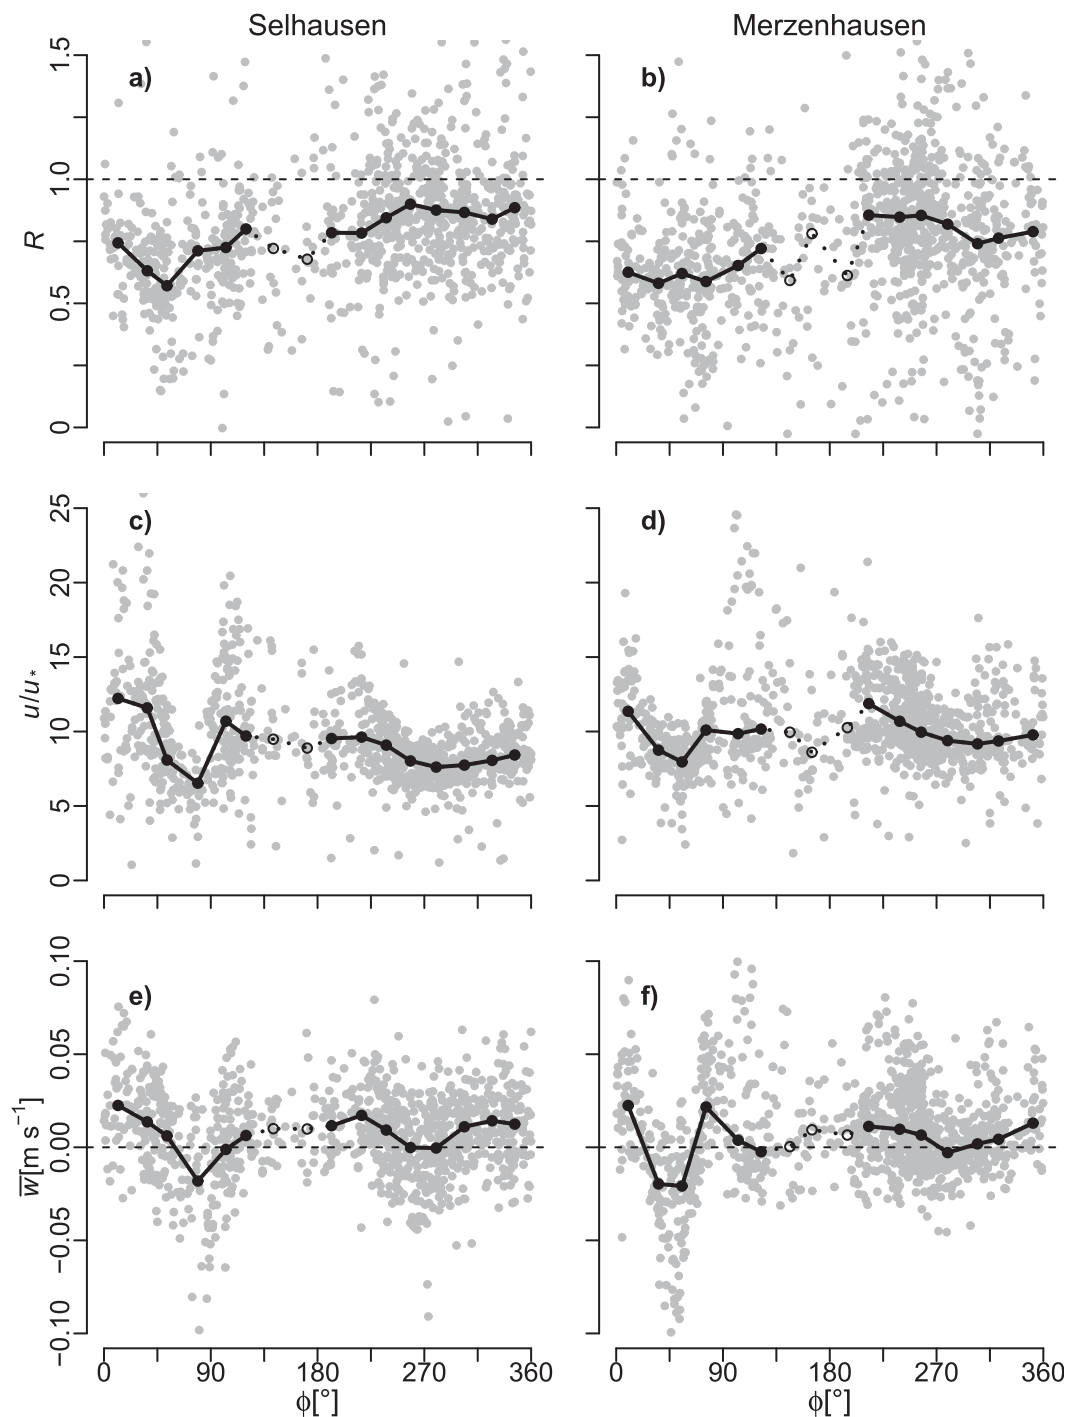 Selhausen Merzenhausen
a) b)
R
1.5
1.0
0.5
0
c) d)
u/u*
25
20
15
10
5
0
e) f)
w[m s−1]
0.10
0.05
0.00
−0.05
−0.10
0 90 180 270 360 0 90 180 270 360
ϕ[°] ϕ[°]